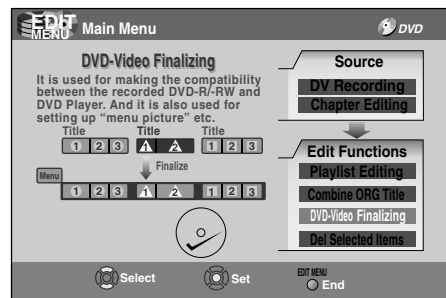 EDIT
MENU
Main Menu
DVD
DVD-Video Finalizing
It is used for making the compatibility
between the recorded DVD-R/-RW and
DVD Player. And it is also used for
setting up “menu picture” etc.
Title Title Title
1 2 3 1 2 1 2 3
Finalize
Menu
1 2 3 1 2 1 2 3
Source
DV Recording
Chapter Editing
Edit Functions
Playlist Editing
Combine ORG Title
DVD-Video Finalizing
Del Selected Items
Select
Set
EDIT MENU
End